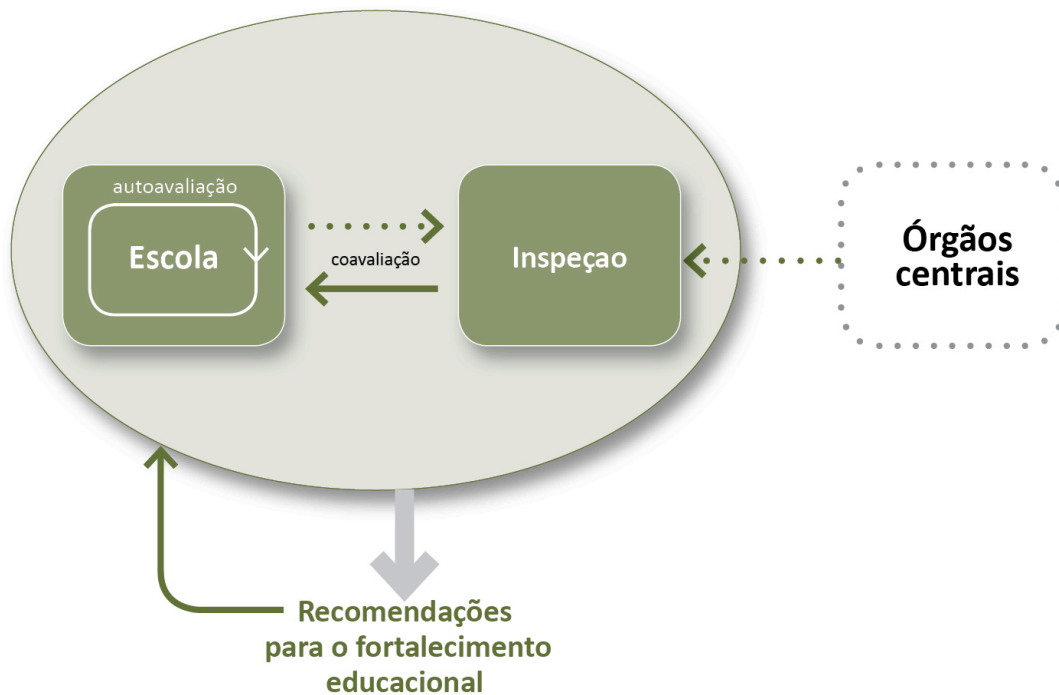 autoavaliação
Escola
coavaliação
Inspeçao
Órgãos
centrais
Recomendações
para o fortalecimento
educacional